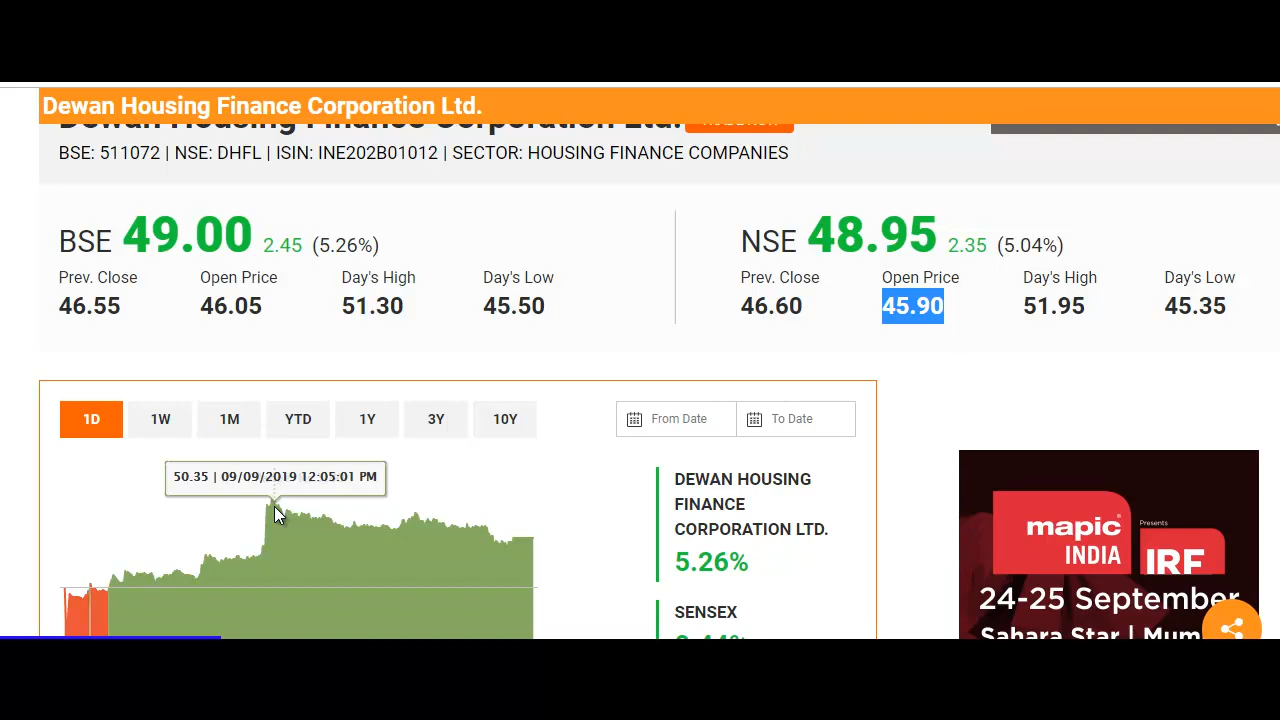 Dewan Housing Finance Corporation Ltd.
Dewan Housing Finance Corporation Ltd.
BSE: 511072 | NSE: DHFL | ISIN: INE202B01012 | SECTOR: HOUSING FINANCE COMPANIES
BSE 49.00 2.45 (5.26%)
Prev. Close Open Price Day's High Day's Low
46.55 46.05 51.30 45.50
NSE 48.95 2.35 (5.04%)
Prev. Close Open Price Day's High Day's Low
46.60 45.90 51.95 45.35
1D 1W 1M YTD 1Y 3Y 10Y
From Date To Date
50.35 | 09/09/2019 12:05:01 PM
DEWAN HOUSING
FINANCE
CORPORATION LTD.
5.26%
SENSEX
mapic
INDIA
Presents
IRF
24-25 September
Sahara Star |